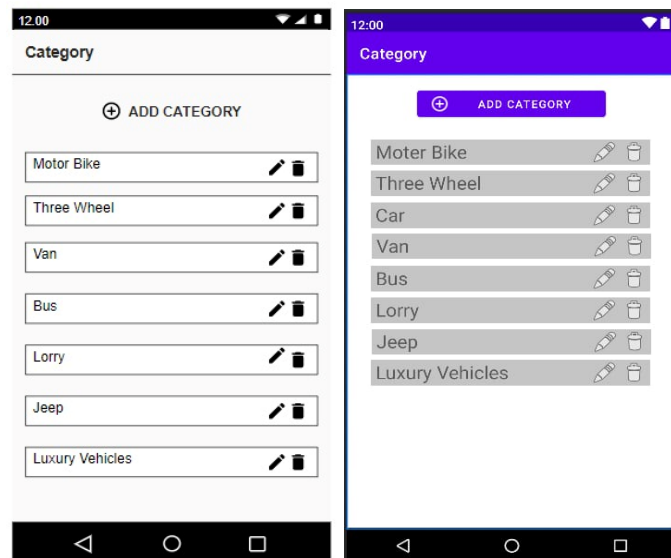 12.00
Category
ADD CATEGORY
Motor Bike
Three Wheel
Van
Bus
Lorry
Jeep
Luxury Vehicles
12:00
Category
ADD CATEGORY
Moter Bike
Three Wheel
Car
Van
Bus
Lorry
Jeep
Luxury Vehicles